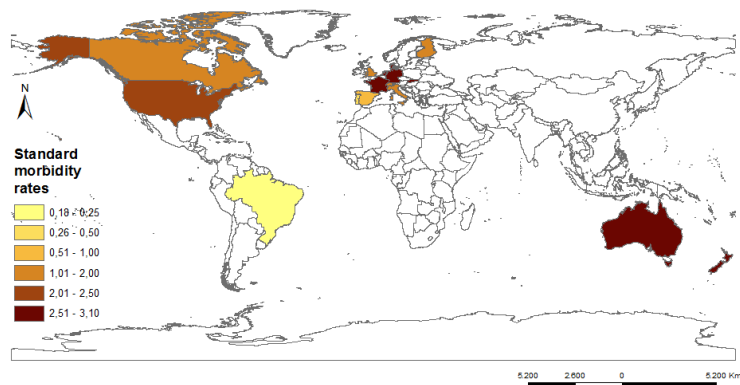 N
Standard
morbidity
rates
0,18 - 0,25
0,26 - 0,50
0,51 - 1,00
1,01 - 2,00
2,01 - 2,50
2,51 - 3,10
5.200 2.600 0 5.200 Km